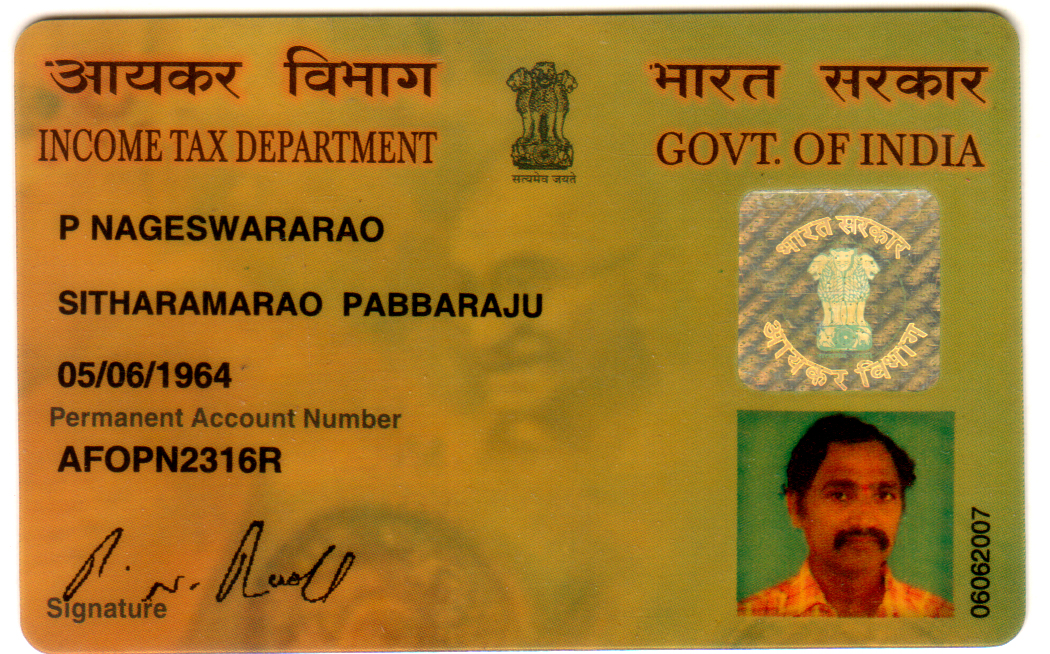 आयकर विभाग
INCOME TAX DEPARTMENT
सत्यमेव जयते
भारत सरकार
GOVT. OF INDIA
P NAGESWARARAO
SITHARAMARAO PABBARAJU
05/06/1964
Permanent Account Number
AFOPN2316R
भारत सरकार
आयकर विभाग
P. N. Rao
Signature
06062007